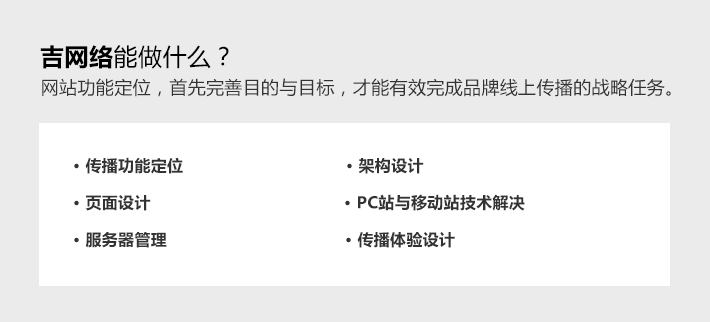 吉网络能做什么？
网站功能定位，首先完善目的与目标，才能有效完成品牌线上传播的战略任务。
• 传播功能定位
• 架构设计
• 页面设计
• PC站与移动站技术解决
• 服务器管理
• 传播体验设计